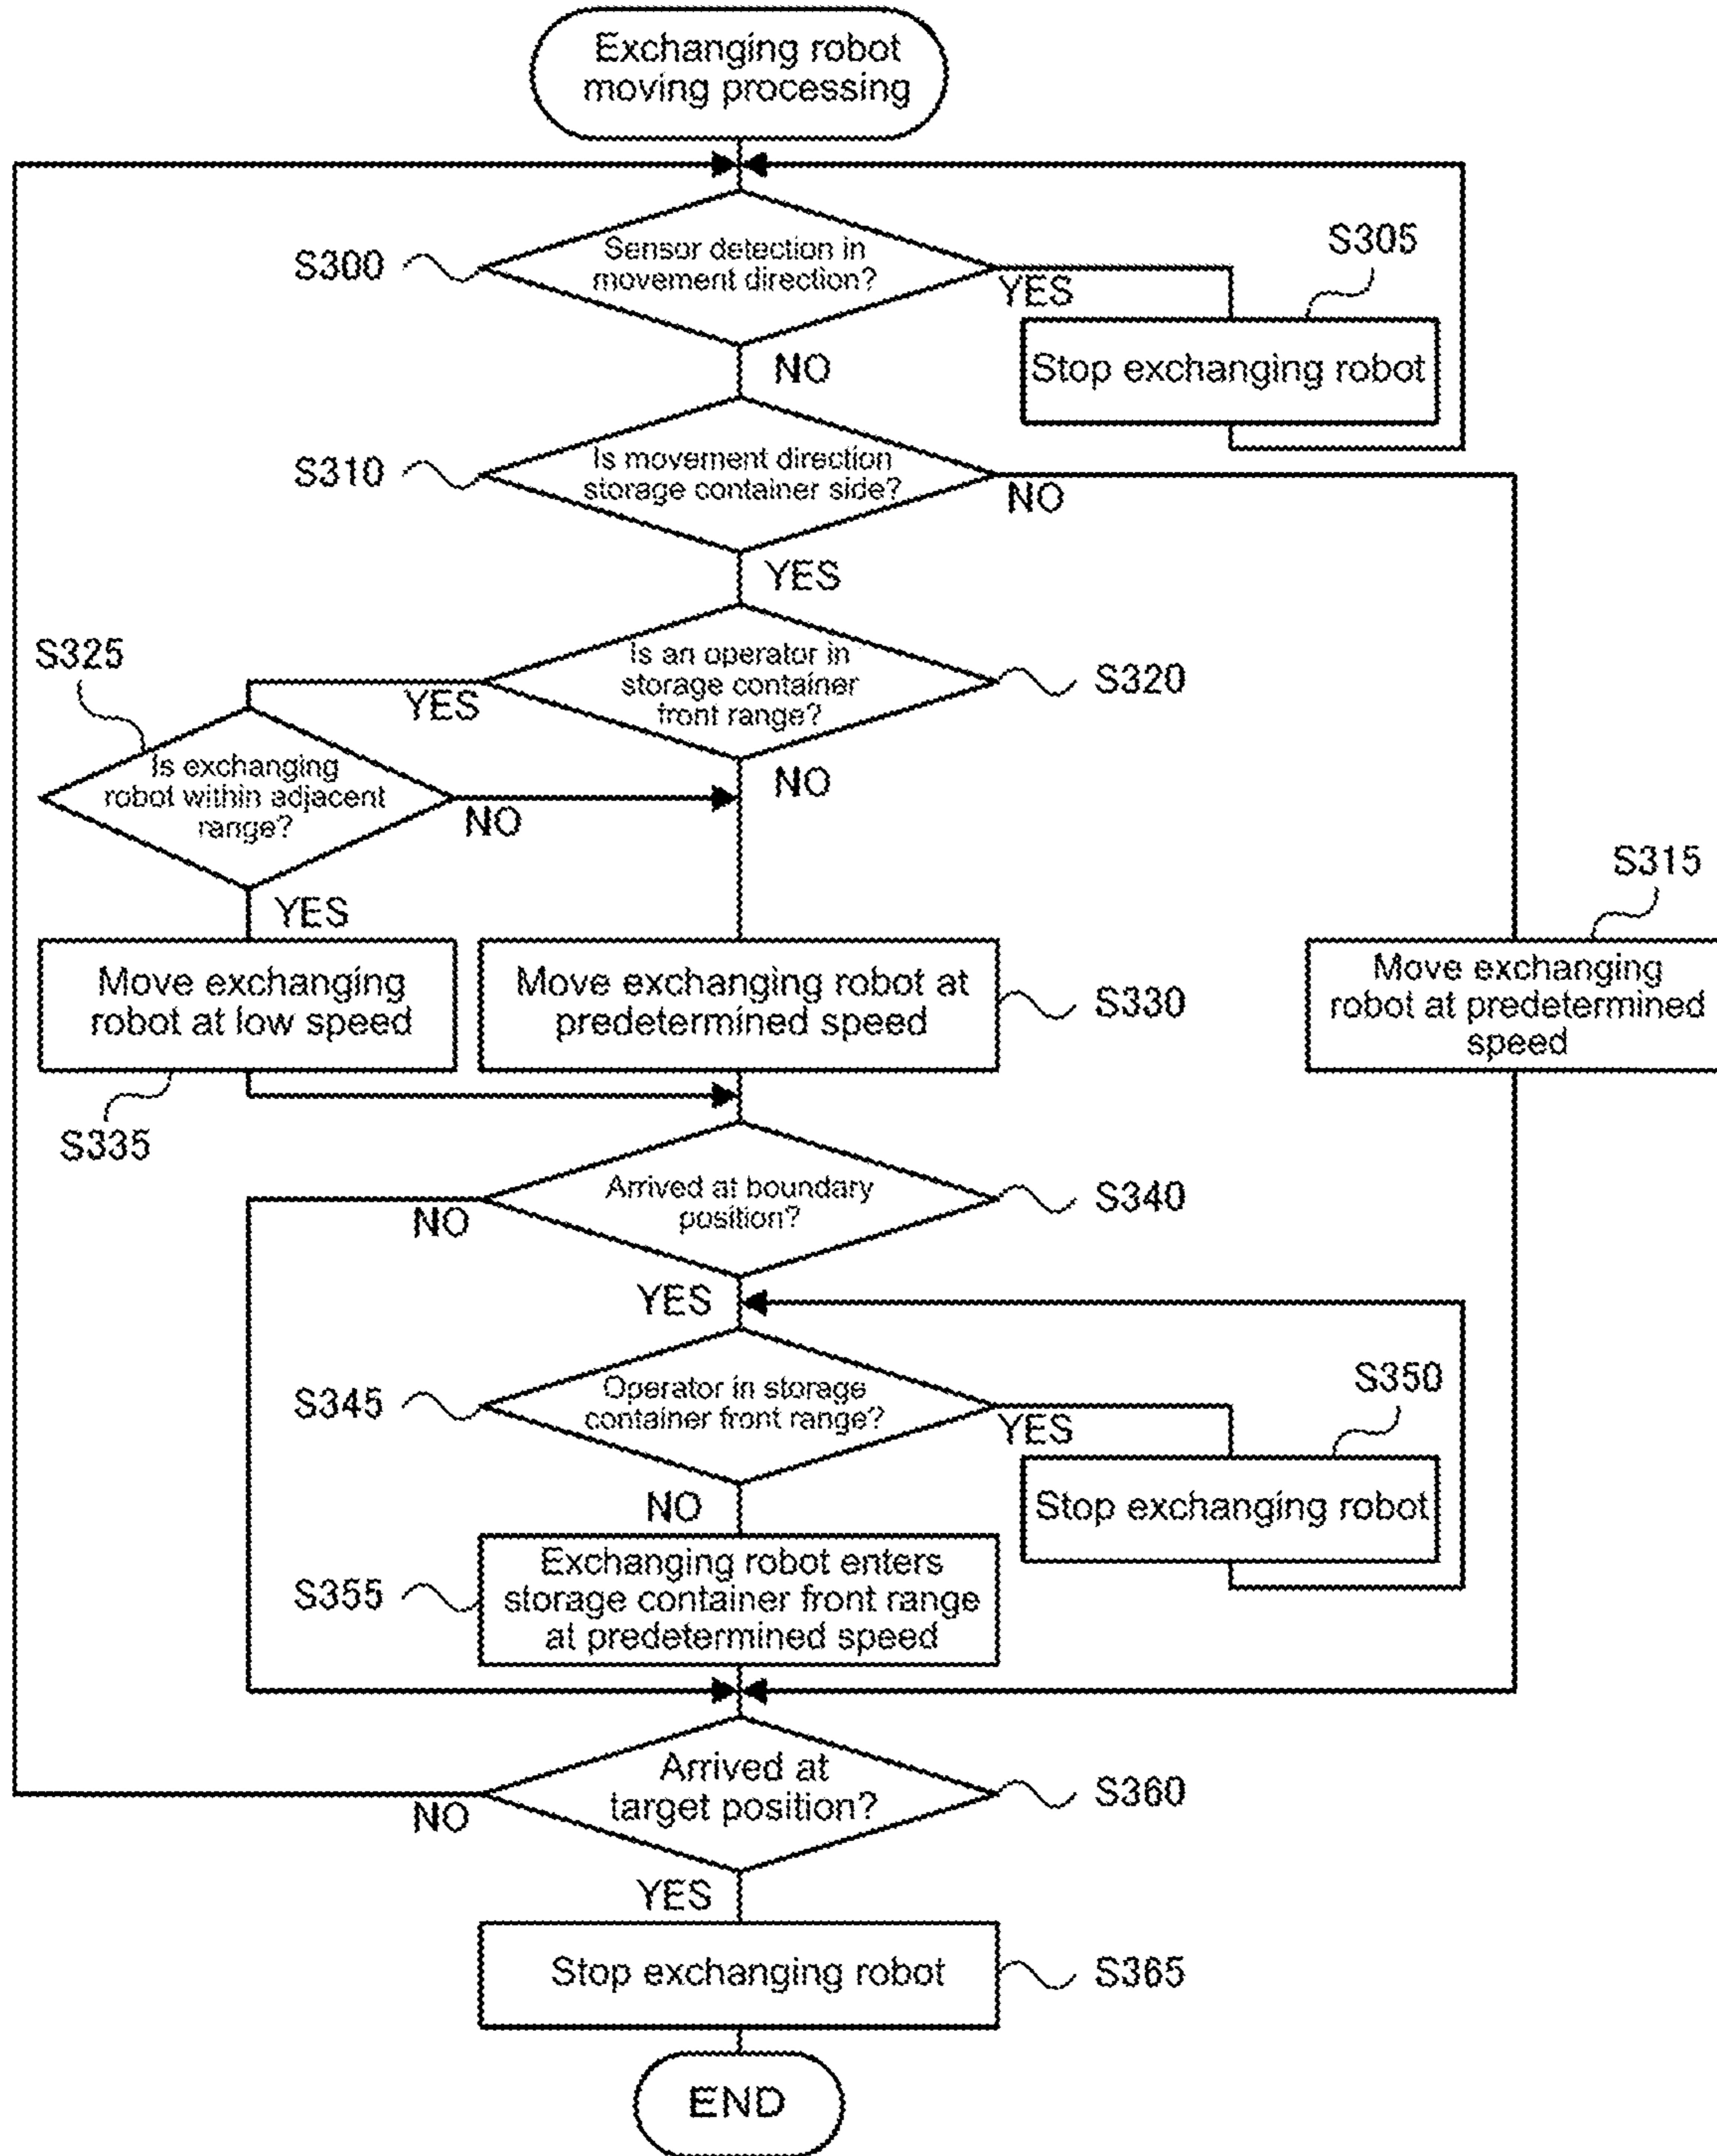 Exchanging robot
moving processing
S300
Sensor detection in
movement direction?
YES
S305
Stop exchanging robot
NO
S310
Is movement direction
storage container side?
NO
YES
S325
Is an operator in
storage container
front range?
S320
YES
NO
Is exchanging
robot within adjacent
range?
NO
YES
S315
Move exchanging
robot at low speed
Move exchanging robot at
predetermined speed
S330
Move exchanging
robot at predetermined
speed
S335
Arrived at boundary
position?
S340
NO
YES
S345
Operator in storage
container front range?
YES
S350
Stop exchanging robot
NO
S355
Exchanging robot enters
storage container front range
at predetermined speed
Arrived at
target position?
S360
NO
YES
Stop exchanging robot
S365
END